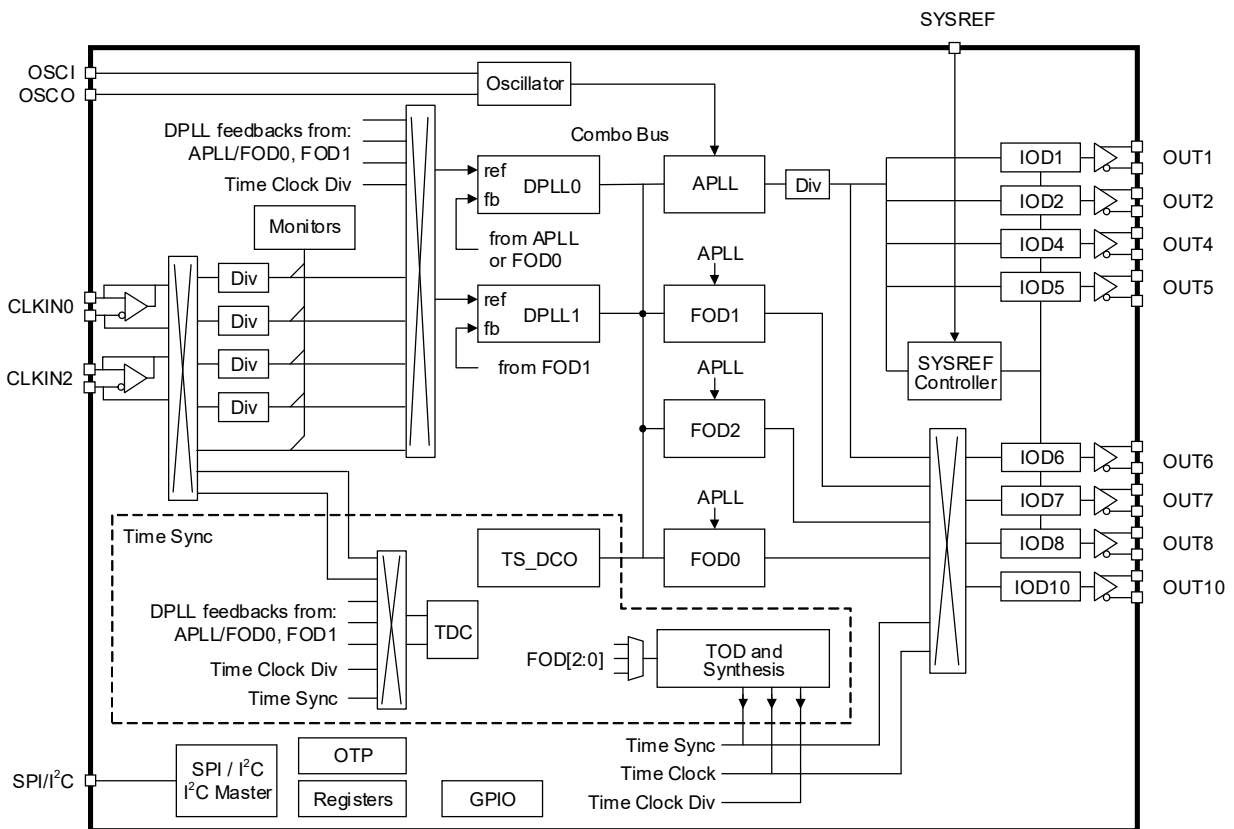 SYSREF
OSCI
OSCO
Oscillator
DPLL feedbacks from:
APLL/FOD0, FOD1
Time Clock Div
Combo Bus
ref
fb
DPLL0
from APLL
or FOD0
APLL
Div
IOD1
OUT1
IOD2
OUT2
IOD4
OUT4
IOD5
OUT5
Monitors
Div
Div
Div
Div
CLKIN0
CLKIN2
ref
fb
DPLL1
from FOD1
APLL
FOD1
SYSREF
Controller
APLL
FOD2
IOD6
OUT6
IOD7
OUT7
IOD8
OUT8
IOD10
OUT10
Time Sync
TS_DCO
APLL
FOD0
DPLL feedbacks from:
APLL/FOD0, FOD1
Time Clock Div
Time Sync
TDC
FOD[2:0]
TOD and
Synthesis
Time Sync
Time Clock
Time Clock Div
SPI/I²C
SPI / I²C
I²C Master
OTP
Registers
GPIO